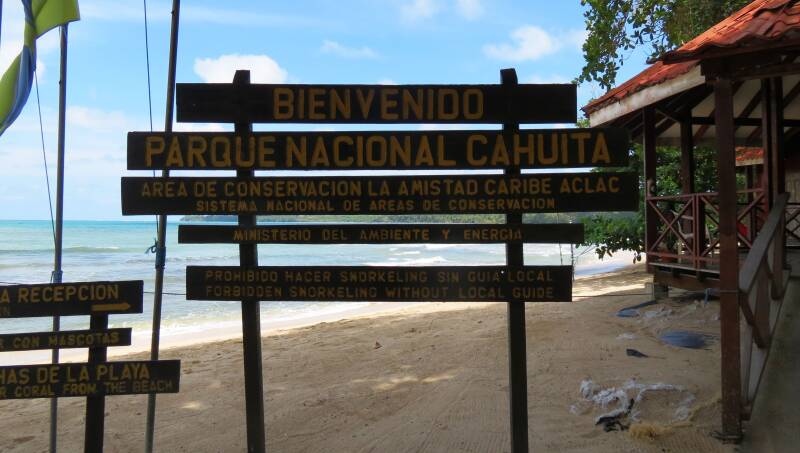 BIENVENIDO
PARQUE NACIONAL CAHUITA
AREA DE CONSERVACION LA AMISTAD CARIBE ACLAC
SISTEMA NACIONAL DE AREAS DE CONSERVACION
MINISTERIO DEL AMBIENTE Y ENERGIA
PROHIBIDO HACER SNORKELING SIN GUIA LOCAL
FORBIDDEN SNORKELING WITHOUT LOCAL GUIDE
A RECEPCION
CON MASCOTAS
DE LA PLAYA
CORAL FROM THE BEACH